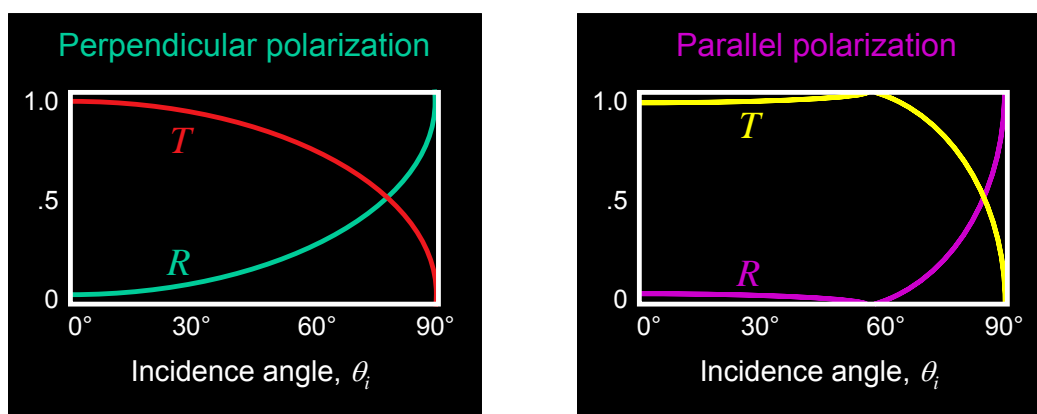 Perpendicular polarization
1.0
T
.5
R
0
0° 30° 60° 90°
Incidence angle, θi
Parallel polarization
1.0
T
.5
R
0
0° 30° 60° 90°
Incidence angle, θi